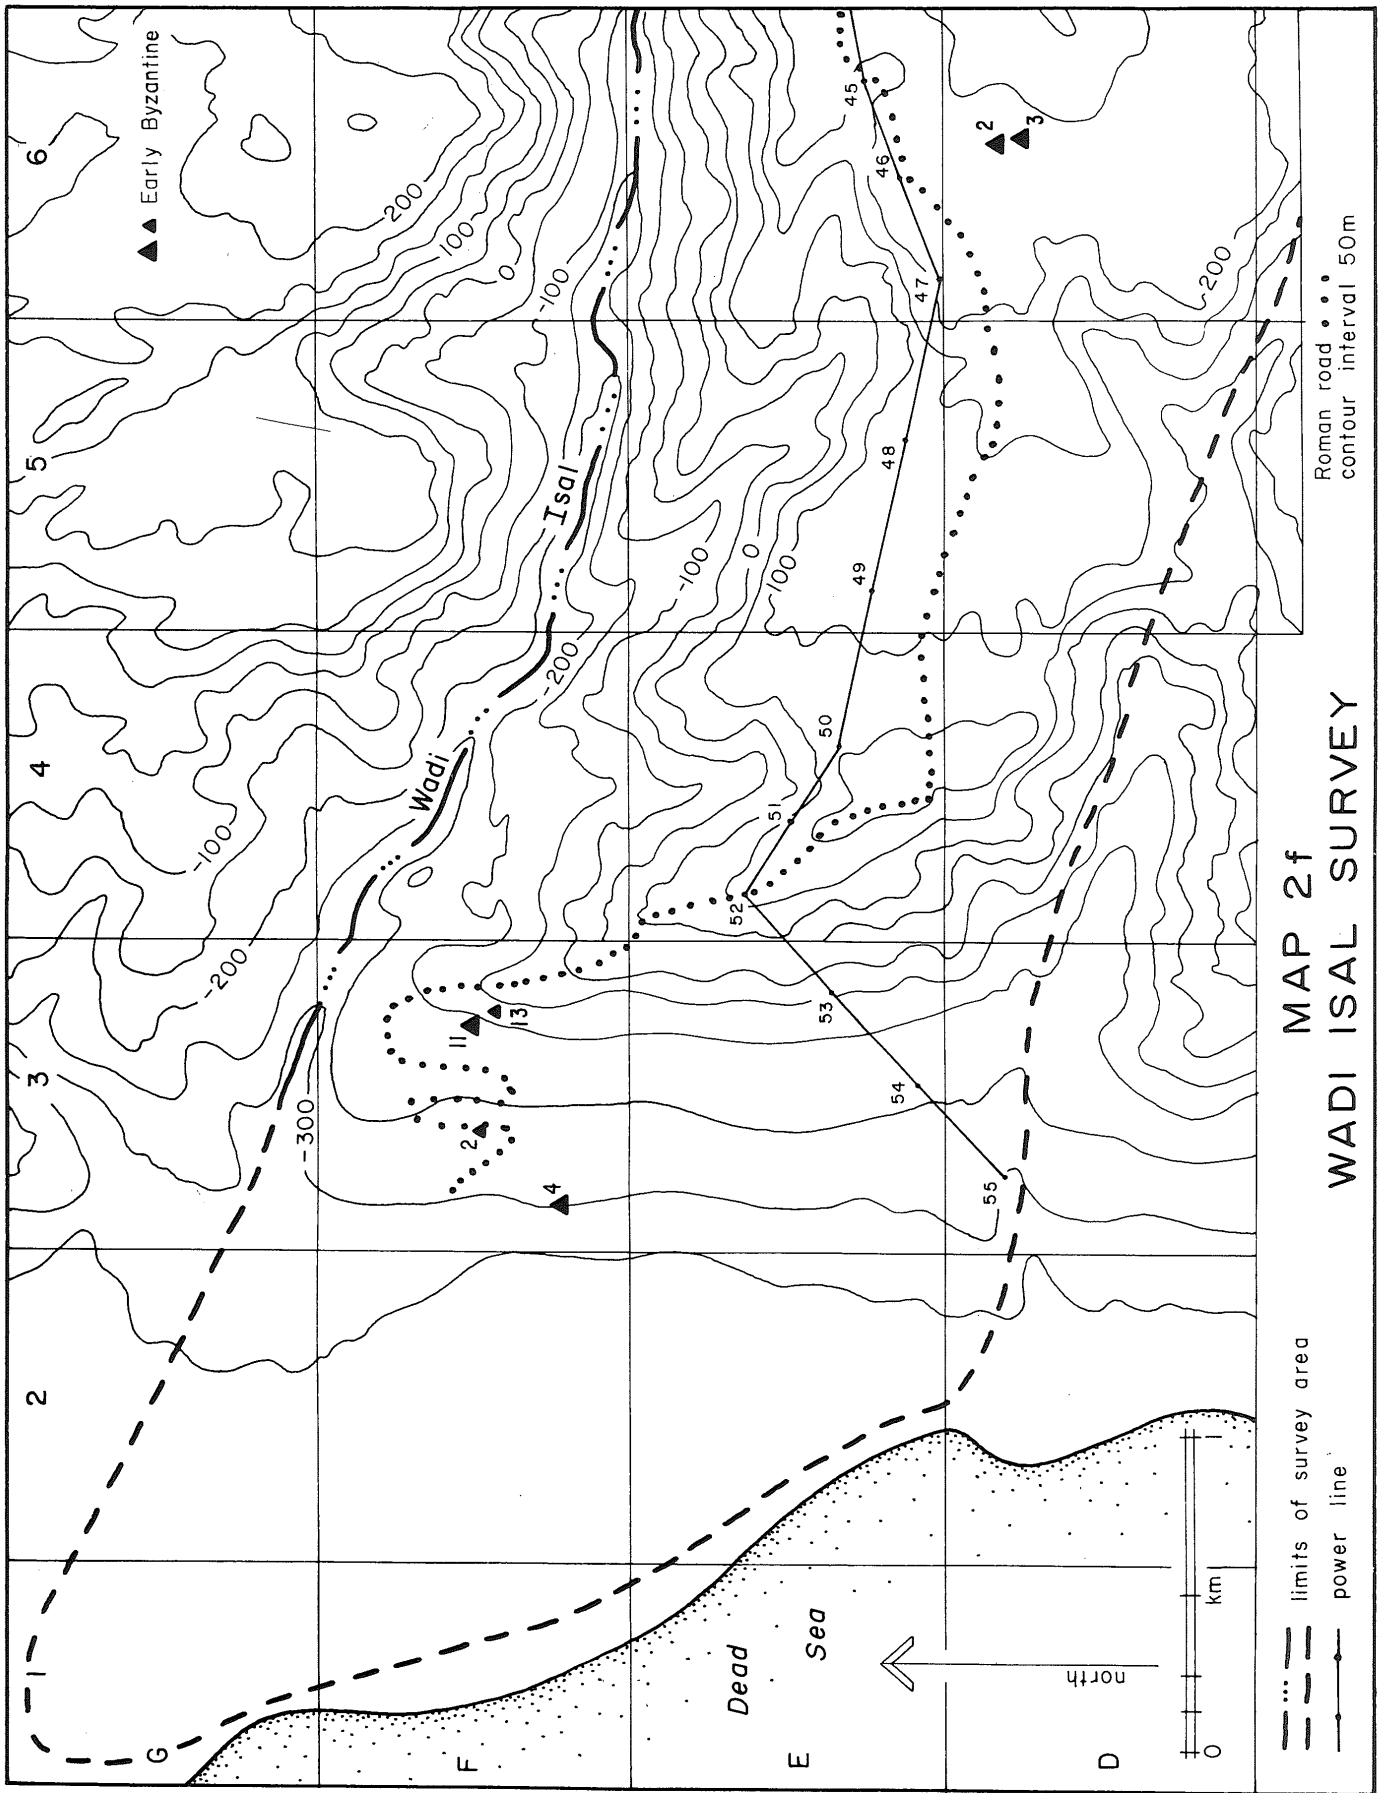 1
2
3
4
5
6
G
F
E
D
Early Byzantine
200
100
0
-100
-200
-100
-200
-300
-100
0
100
-200
Wadi Isal
45
46
47
48
49
50
51
52
53
54
55
2
3
11
13
2
4
Dead
Sea
north
0 km 1
limits of survey area
power line
MAP 2f
WADI ISAL SURVEY
Roman road
contour interval 50m